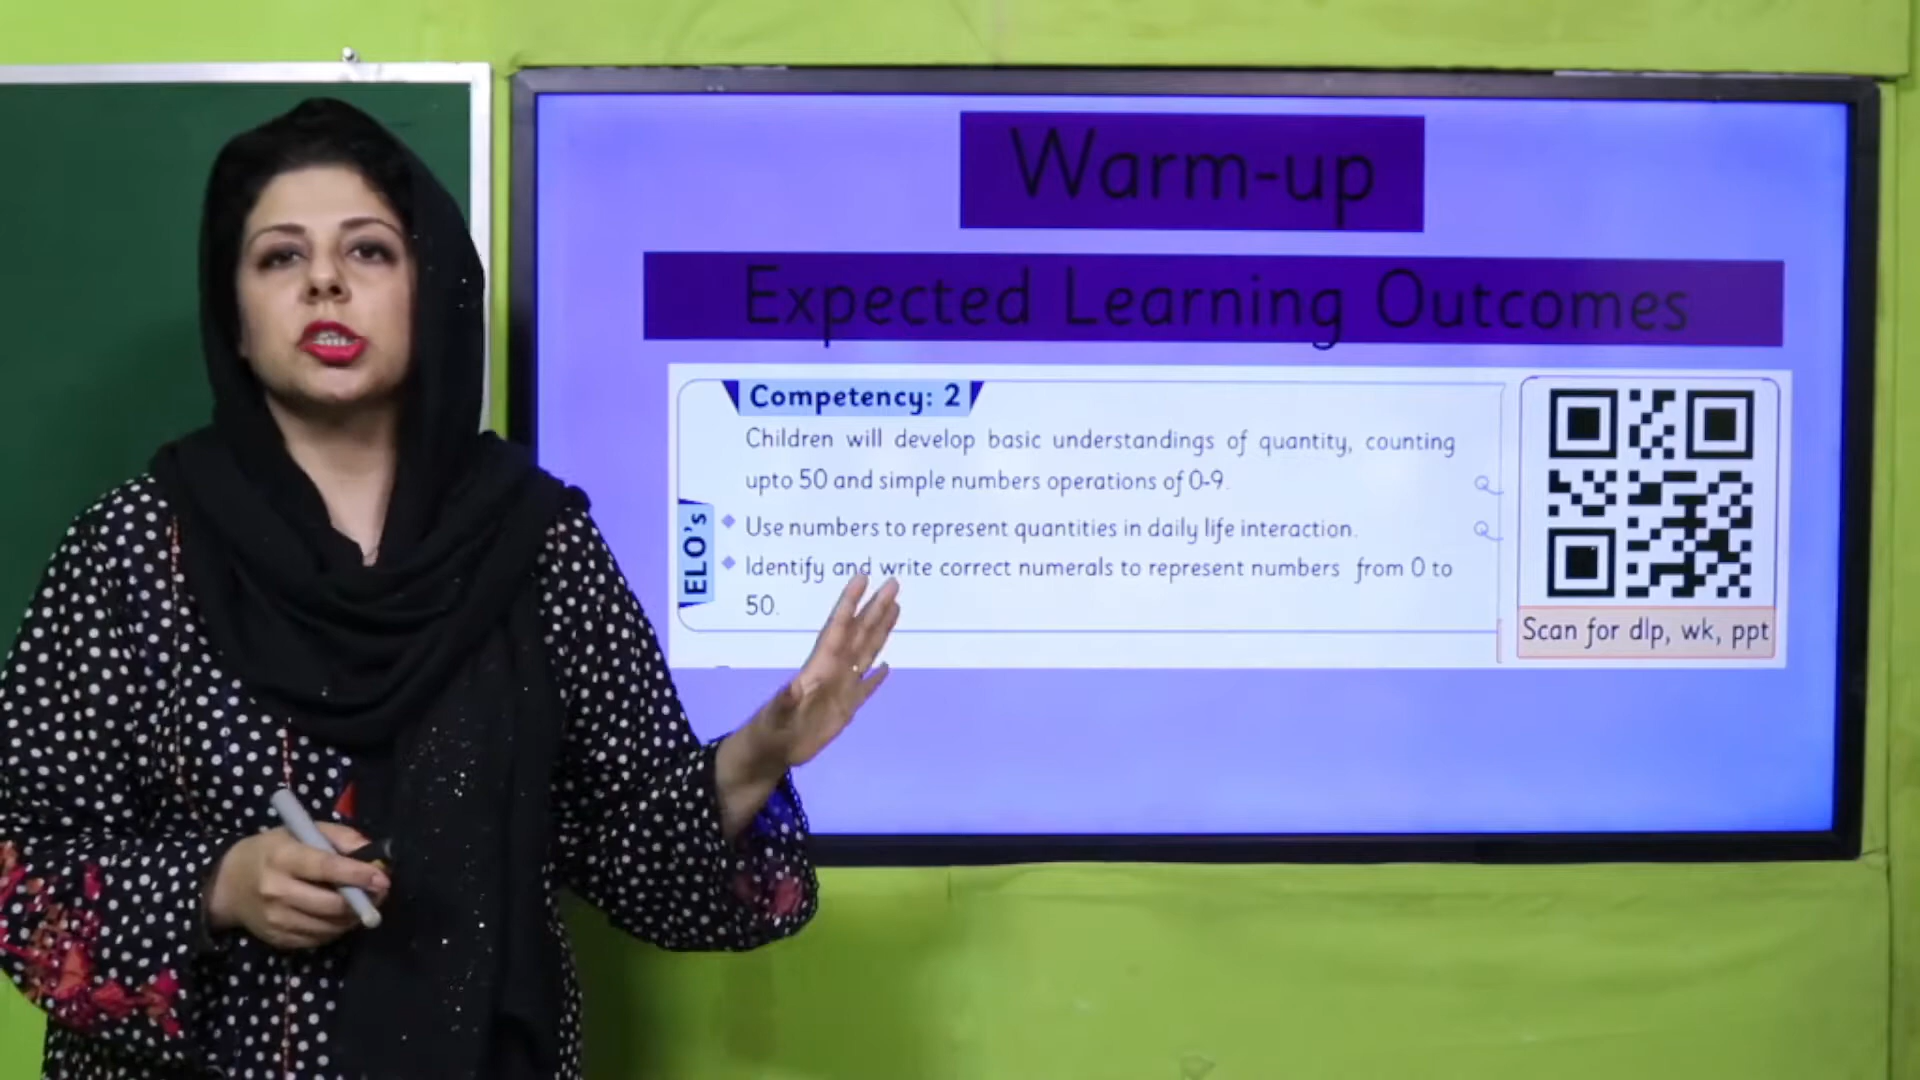 Warm-up
Expected Learning Outcomes
Competency: 2
Children will develop basic understandings of quantity, counting
upto 50 and simple numbers operations of 0-9.
ELO's
Use numbers to represent quantities in daily life interaction.
Identify and write correct numerals to represent numbers from 0 to
50.
Scan for dlp, wk, ppt